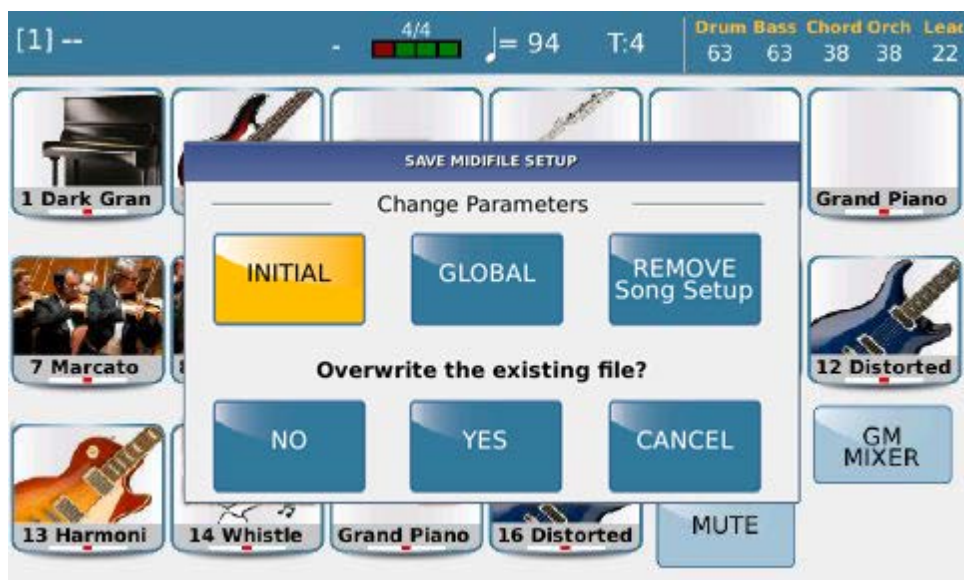 [1] -- - 4/4 ♩= 94 T:4 Drum Bass Chord Orch Lead
63 63 38 38 22
SAVE MIDIFILE SETUP
Change Parameters
1 Dark Gran
Grand Piano
INITIAL
GLOBAL
REMOVE
Song Setup
7 Marcato
12 Distorted
Overwrite the existing file?
NO
YES
CANCEL
GM
MIXER
13 Harmoni
14 Whistle
Grand Piano
16 Distorted
MUTE